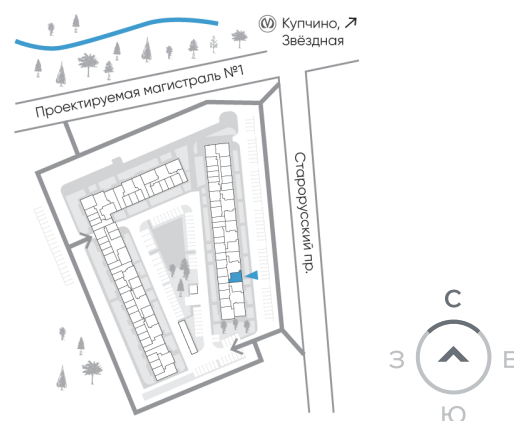 Купчино,
Звёздная
Проектируемая магистраль №1
Старорусский пр.
С
З
В
Ю